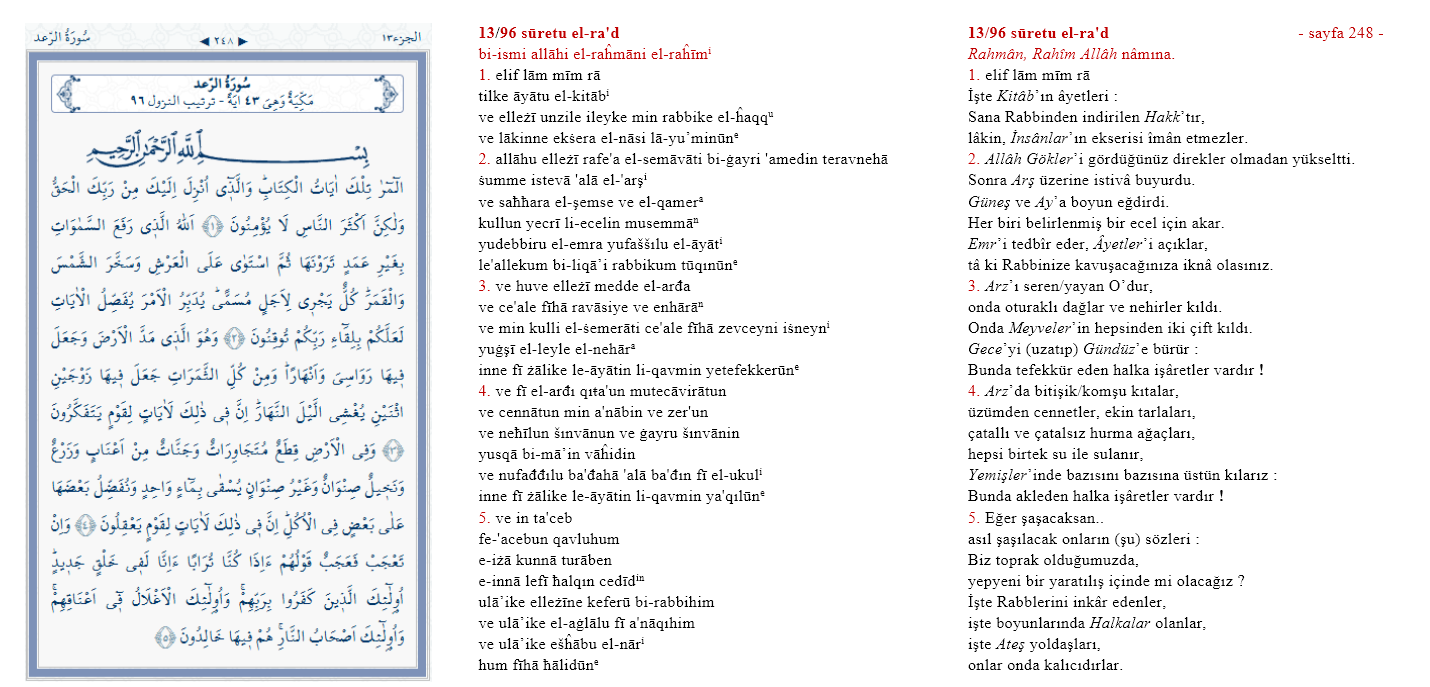 سُورَةُ الرّعد
◀ ٢٤٨ ▶
الجزء١٣
سُورَةُ الرّعد
مَكِّيَةٌ وَهِيَ ٤٣ اٰيَةً - ترتيب النزول ٩٦
بِسْمِ اللّٰهِ الرَّحْمٰنِ الرَّحِيمِ
الٓمٓرٰ تِلْكَ اٰيَاتُ الْكِتَابِۜ وَالَّذٖٓى اُنْزِلَ اِلَيْكَ مِنْ رَبِّكَ الْحَقُّ
وَلٰكِنَّ اَكْثَرَ النَّاسِ لَا يُؤْمِنُونَ ﴿١﴾ اَللّٰهُ الَّذٖى رَفَعَ السَّمٰوَاتِ
بِغَيْرِ عَمَدٍ تَرَوْنَهَا ثُمَّ اسْتَوٰى عَلَى الْعَرْشِ وَسَخَّرَ الشَّمْسَ
وَالْقَمَرَۜ كُلٌّ يَجْرٖى لِاَجَلٍ مُسَمًّىۜ يُدَبِّرُ الْاَمْرَ يُفَصِّلُ الْاٰيَاتِ
لَعَلَّكُمْ بِلِقَٓاءِ رَبِّكُمْ تُوقِنُونَ ﴿٢﴾ وَهُوَ الَّذٖى مَدَّ الْاَرْضَ وَجَعَلَ
فٖيهَا رَوَاسِىَ وَاَنْهَارًاۜ وَمِنْ كُلِّ الثَّمَرَاتِ جَعَلَ فٖيهَا زَوْجَيْنِ
اثْنَيْنِ يُغْشِى الَّيْلَ النَّهَارَۜ اِنَّ فٖى ذٰلِكَ لَاٰيَاتٍ لِقَوْمٍ يَتَفَكَّرُونَ
﴿٣﴾ وَفِى الْاَرْضِ قِطَعٌ مُتَجَاوِرَاتٌ وَجَنَّاتٌ مِنْ اَعْنَابٍ وَزَرْعٌ
وَنَخٖيلٌ صِنْوَانٌ وَغَيْرُ صِنْوَانٍ يُسْقٰى بِمَٓاءٍ وَاحِدٍ وَنُفَضِّلُ بَعْضَهَا
عَلٰى بَعْضٍ فِى الْاُكُلِۜ اِنَّ فٖى ذٰلِكَ لَاٰيَاتٍ لِقَوْمٍ يَعْقِلُونَ ﴿٤﴾ وَاِنْ
تَعْجَبْ فَعَجَبٌ قَوْلُهُمْ ءَاِذَا كُنَّا تُرَابًا ءَاِنَّا لَفٖى خَلْقٍ جَدٖيدٍۜ
اُو۬لٰٓئِكَ الَّذٖينَ كَفَرُوا بِرَبِّهِمْۚ وَاُو۬لٰٓئِكَ الْاَغْلَالُ فٖٓى اَعْنَاقِهِمْۚ
وَاُو۬لٰٓئِكَ اَصْحَابُ النَّارِۚ هُمْ فٖيهَا خَالِدُونَ ﴿٥﴾
13/96 sūretu el-ra'd
bi-ismi allāhi el-raĥmāni el-raĥīmⁱ
1. elif lām mīm rā
tilke āyātu el-kitābⁱ
ve elleżī unzile ileyke min rabbike el-ĥaqqᵘ
ve lākinne ekśera el-nāsi lā-yu’minūnᵉ
2. allāhu elleżī rafe'a el-semāvāti bi-ġayri 'amedin teravnehā
śumme istevā 'alā el-'arşⁱ
ve saħħara el-şemse ve el-qamerᵃ
kullun yecrī li-ecelin musemmāⁿ
yudebbiru el-emra yufaššılu el-āyātⁱ
le'allekum bi-liqā’i rabbikum tūqınūnᵉ
3. ve huve elleżī medde el-arđa
ve ce'ale fīhā ravāsiye ve enhārāⁿ
ve min kulli el-śemerāti ce'ale fīhā zevceyni iśneynⁱ
yuġşī el-leyle el-nehārᵃ
inne fī żālike le-āyātin li-qavmin yetefekkerūnᵉ
4. ve fī el-arđı qıŧa'un mutecāvirātun
ve cennātun min a'nābin ve zer'un
ve neħīlun šınvānun ve ġayru šınvānin
yusqā bi-mā’in vāĥidin
ve nufađđılu ba'đahā 'alā ba'đın fī el-ukulⁱ
inne fī żālike le-āyātin li-qavmin ya'qılūnᵉ
5. ve in ta'ceb
fe-'acebun qavluhum
e-iżā kunnā turāben
e-innā lefī ħalqın cedīdⁱⁿ
ulā’ike elleżīne keferū bi-rabbihim
ve ulā’ike el-aġlālu fī a'nāqıhim
ve ulā’ike ešĥābu el-nārⁱ
hum fīhā ħālidūnᵉ
13/96 sūretu el-ra'd - sayfa 248 -
Rahmân, Rahîm Allâh nâmına.
1. elif lām mīm rā
İşte Kitâb’ın âyetleri :
Sana Rabbinden indirilen Hakk’tır,
lâkin, İnsânlar’ın ekserisi îmân etmezler.
2. Allâh Gökler’i gördüğünüz direkler olmadan yükseltti.
Sonra Arş üzerine istivâ buyurdu.
Güneş ve Ay’a boyun eğdirdi.
Her biri belirlenmiş bir ecel için akar.
Emr’i tedbîr eder, Âyetler’i açıklar,
tâ ki Rabbinize kavuşacağınıza iknâ olasınız.
3. Arz’ı seren/yayan O’dur,
onda oturaklı dağlar ve nehirler kıldı.
Onda Meyveler’in hepsinden iki çift kıldı.
Gece’yi (uzatıp) Gündüz’e bürür :
Bunda tefekkür eden halka işâretler vardır !
4. Arz’da bitişik/komşu kıtalar,
üzümden cennetler, ekin tarlaları,
çatallı ve çatalsız hurma ağaçları,
hepsi birtek su ile sulanır,
Yemişler’inde bazısını bazısına üstün kılarız :
Bunda akleden halka işâretler vardır !
5. Eğer şaşacaksan..
asıl şaşılacak onların (şu) sözleri :
Biz toprak olduğumuzda,
yepyeni bir yaratılış içinde mi olacağız ?
İşte Rabblerini inkâr edenler,
işte boyunlarında Halkalar olanlar,
işte Ateş yoldaşları,
onlar onda kalıcıdırlar.